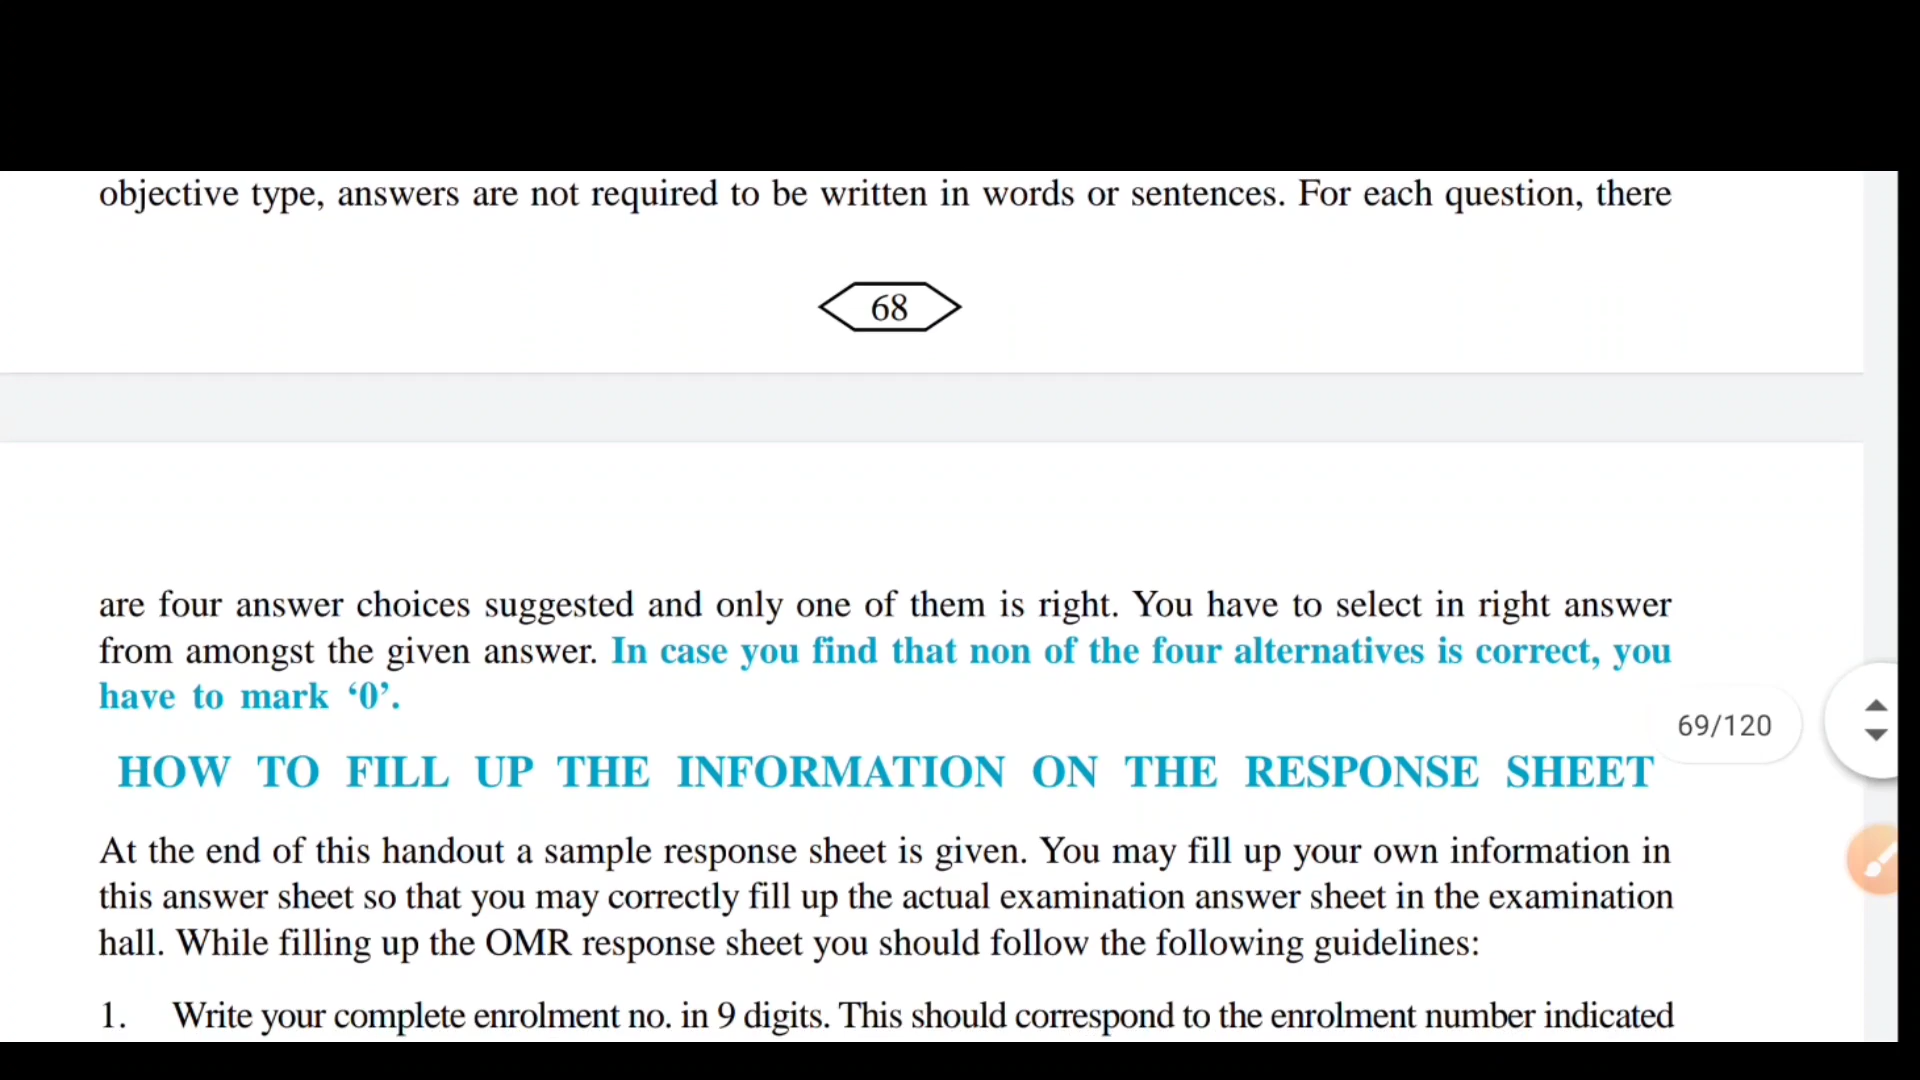 objective type, answers are not required to be written in words or sentences. For each question, there
68
are four answer choices suggested and only one of them is right. You have to select in right answer
from amongst the given answer. In case you find that non of the four alternatives is correct, you
have to mark ‘0’.
69/120
HOW TO FILL UP THE INFORMATION ON THE RESPONSE SHEET
At the end of this handout a sample response sheet is given. You may fill up your own information in
this answer sheet so that you may correctly fill up the actual examination answer sheet in the examination
hall. While filling up the OMR response sheet you should follow the following guidelines:
1. Write your complete enrolment no. in 9 digits. This should correspond to the enrolment number indicated